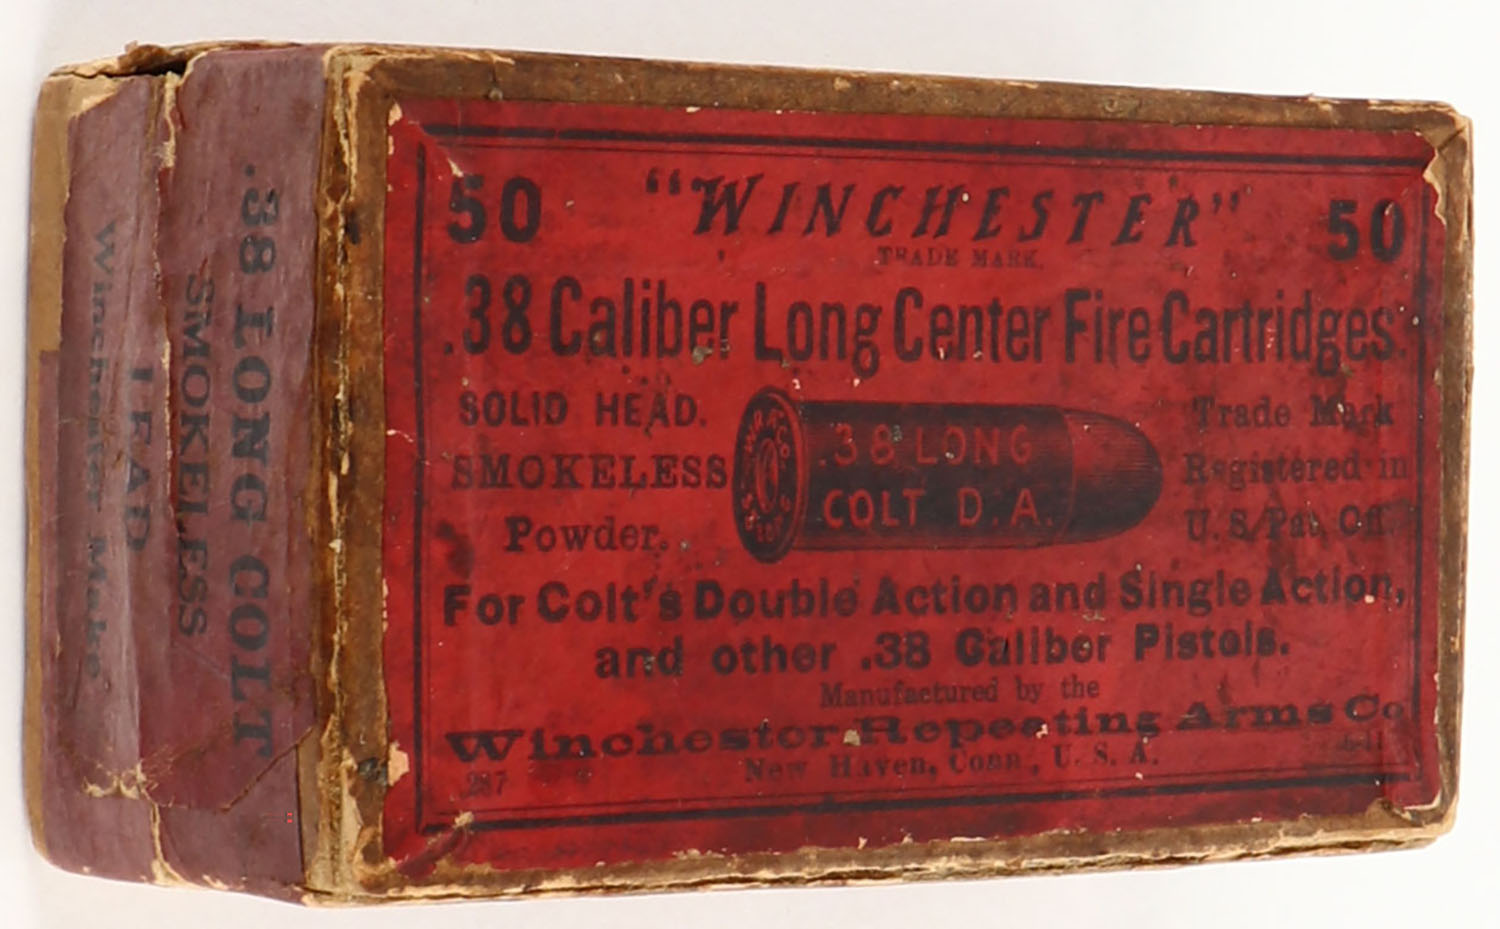 50 "WINCHESTER" 50
TRADE MARK.
.38 Caliber Long Center Fire Cartridges.
SOLID HEAD.
SMOKELESS
Powder.
W.R.A.CO.
.38 LONG
COLT D.A.
Trade Mark
Registered in
U. S. Pat. Off.
For Colt's Double Action and Single Action,
and other .38 Caliber Pistols.
Manufactured by the
Winchester Repeating Arms Co
New Haven, Conn., U. S. A.
287
.38 LONG COLT
SMOKELESS
LEAD
Winchester Make